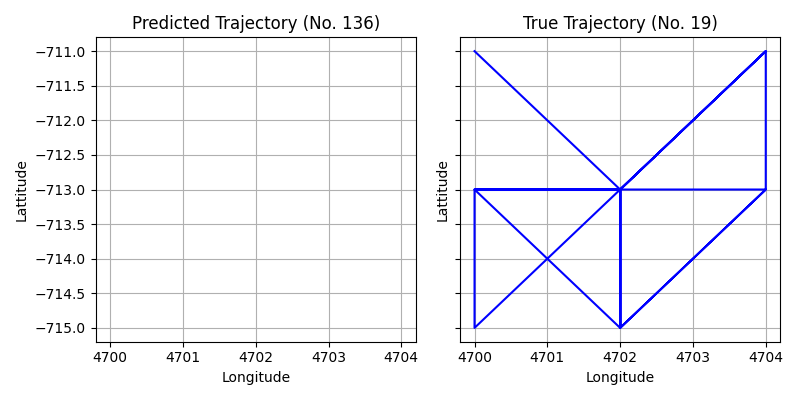 Predicted Trajectory (No. 136)
True Trajectory (No. 19)
−711.0
−711.5
−712.0
−712.5
−713.0
−713.5
−714.0
−714.5
−715.0
Lattitude
Lattitude
4700 4701 4702 4703 4704
4700 4701 4702 4703 4704
Longitude
Longitude